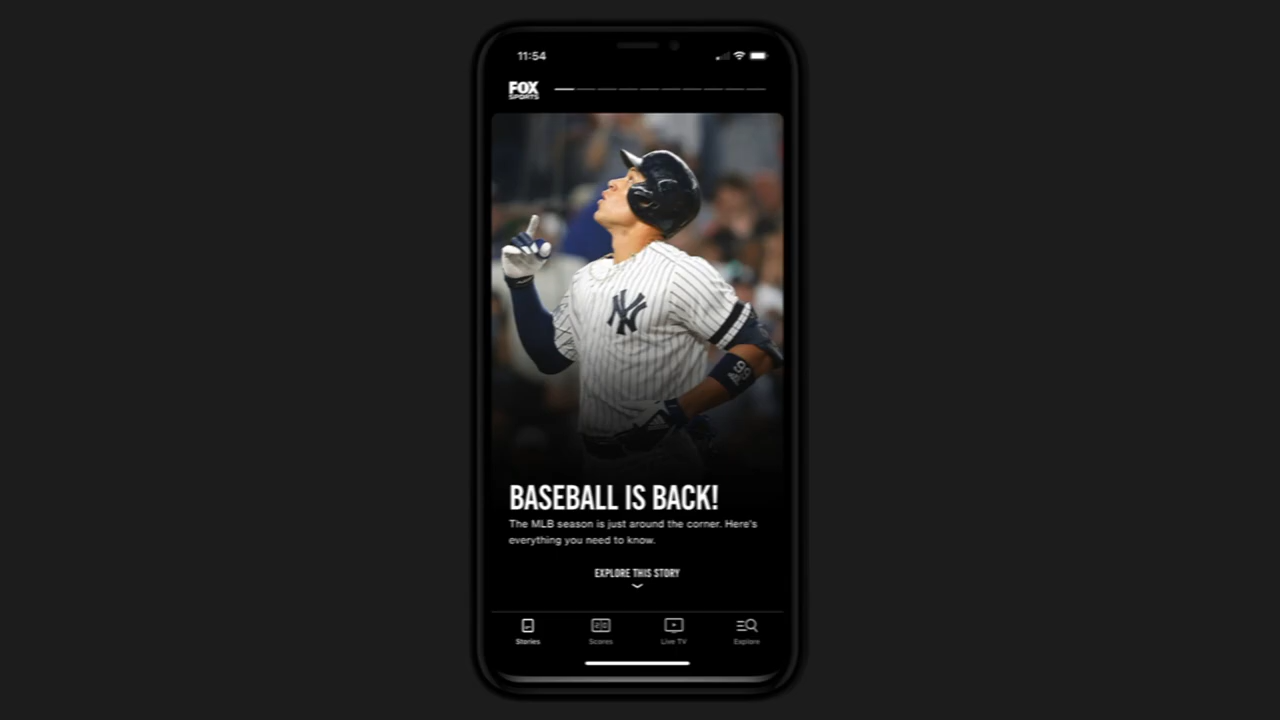 11:54
FOX
SPORTS
NY
BASEBALL IS BACK!
The MLB season is just around the corner. Here's
everything you need to know.
EXPLORE THIS STORY
Stories
Scores
Live TV
Explore